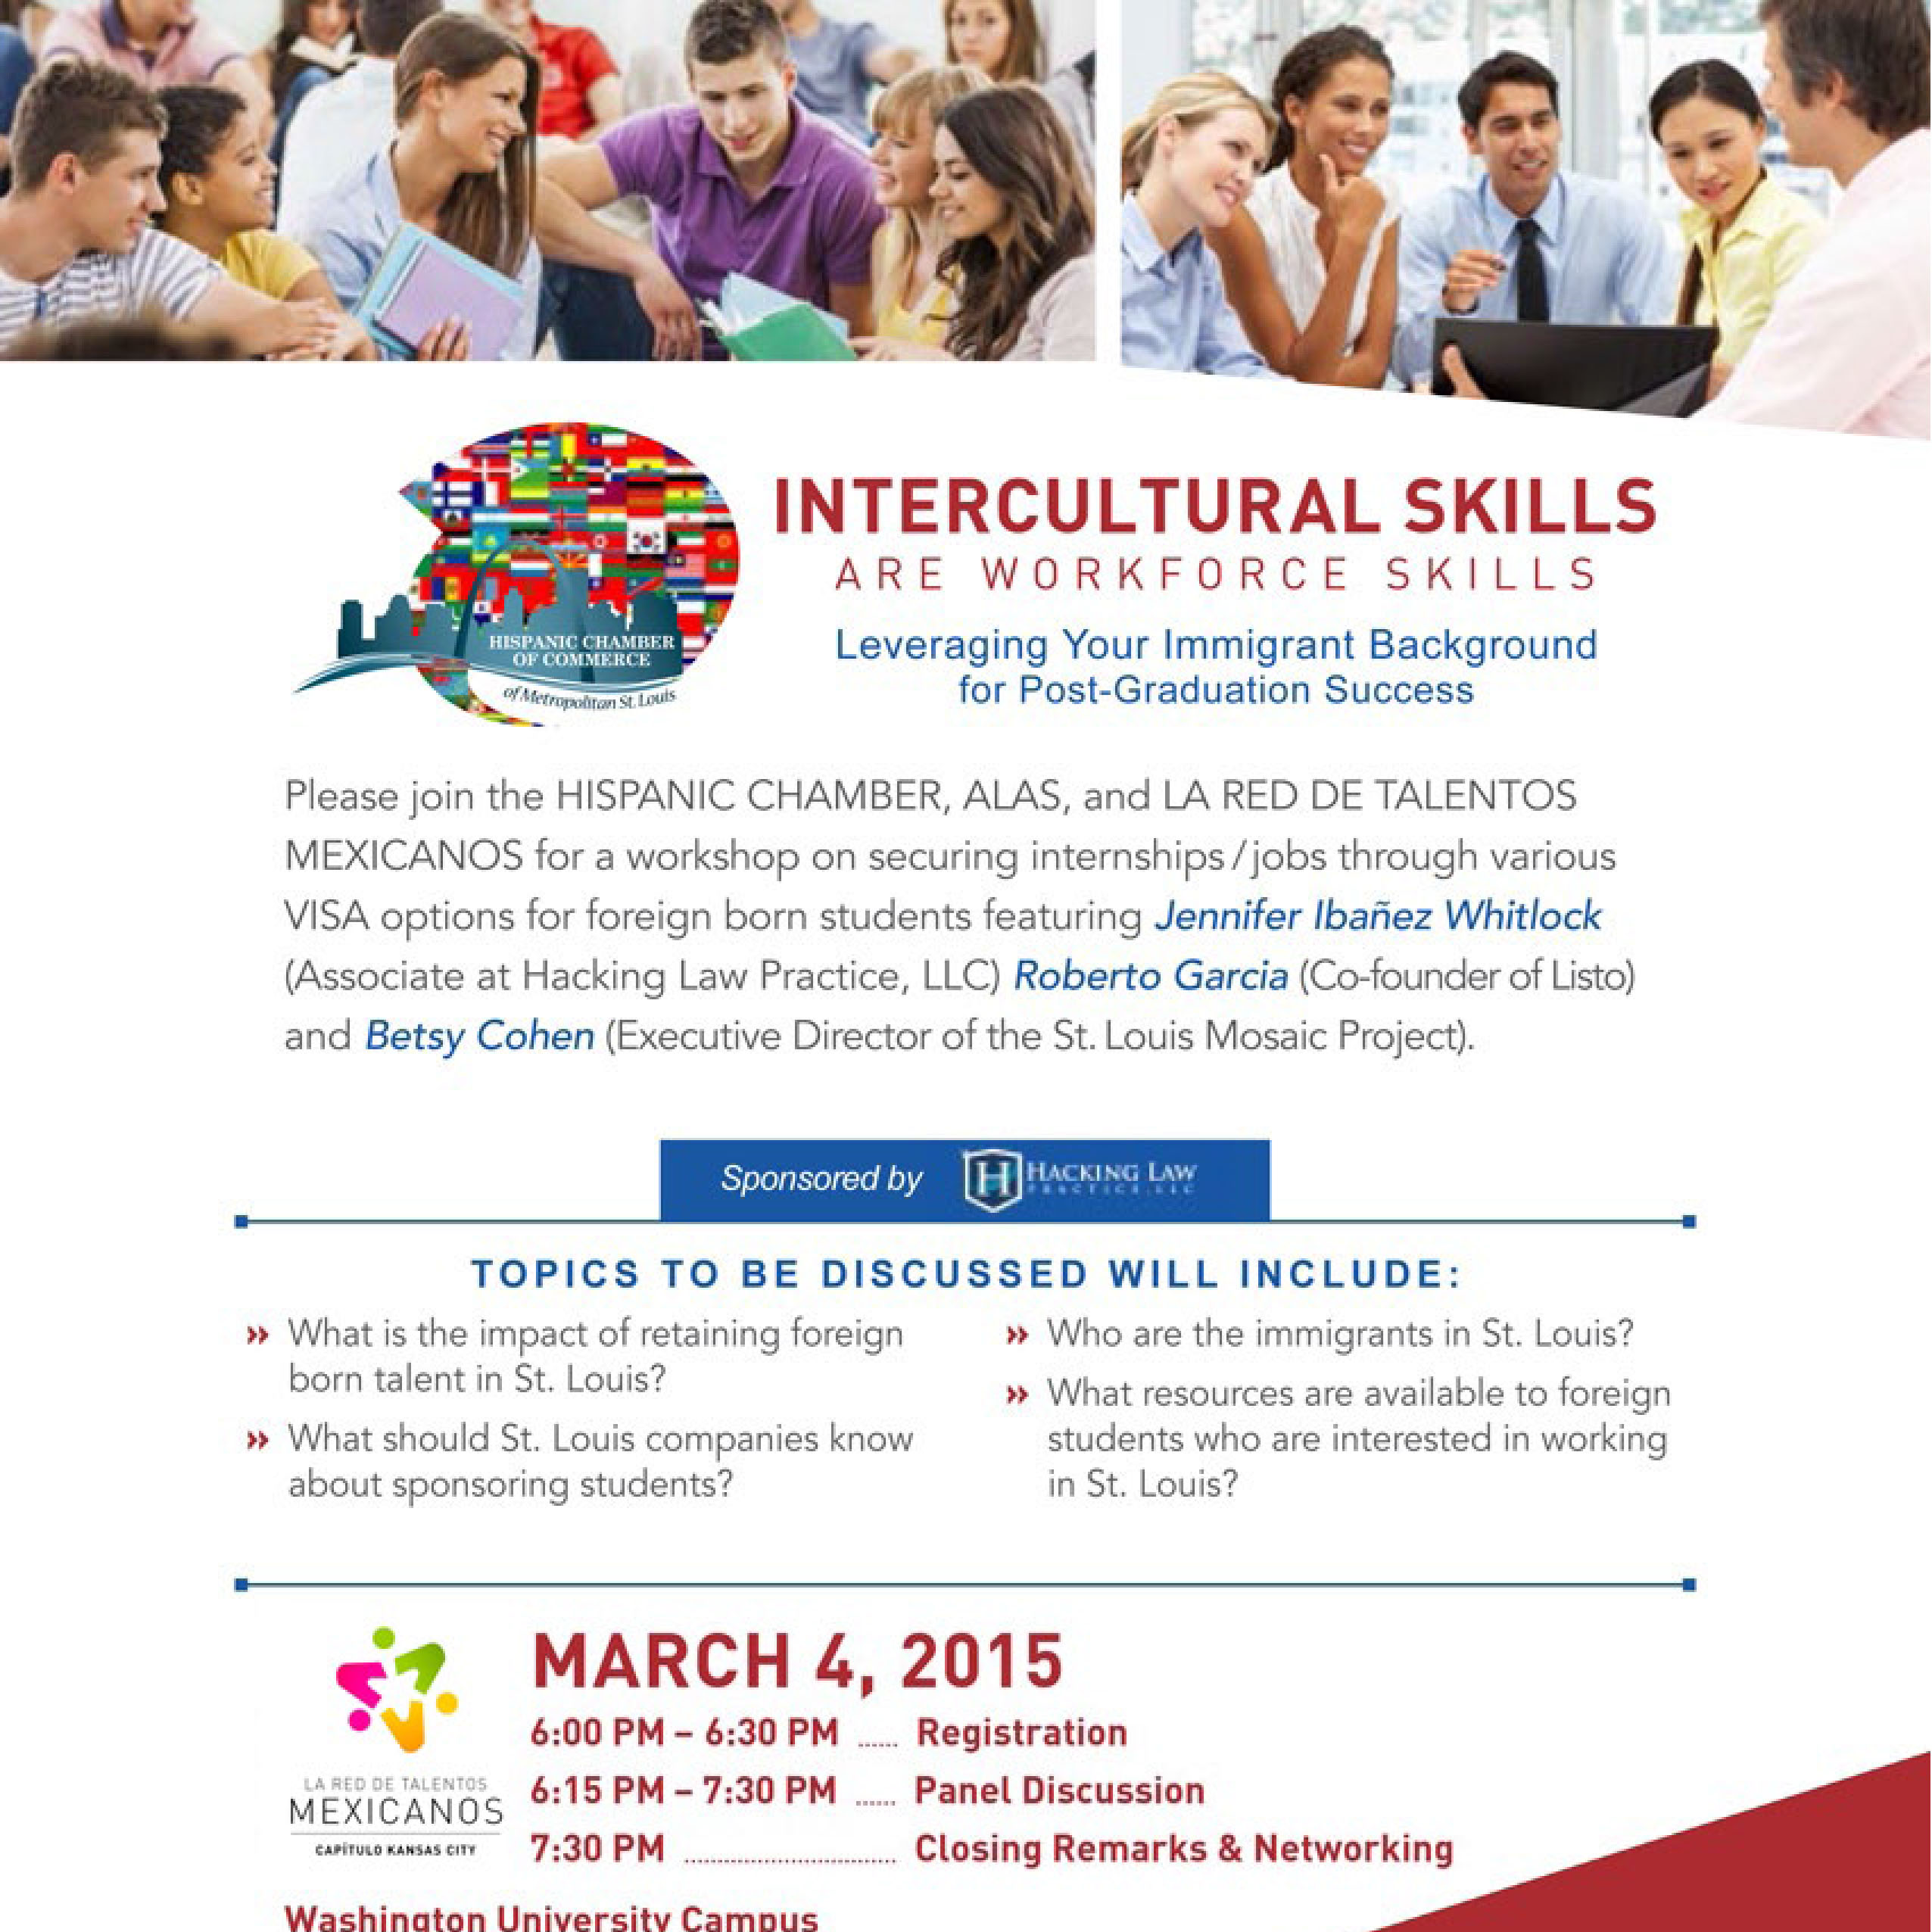 HISPANIC CHAMBER
OF COMMERCE
of Metropolitan St. Louis
INTERCULTURAL SKILLS
ARE WORKFORCE SKILLS
Leveraging Your Immigrant Background
for Post-Graduation Success
Please join the HISPANIC CHAMBER, ALAS, and LA RED DE TALENTOS
MEXICANOS for a workshop on securing internships/jobs through various
VISA options for foreign born students featuring Jennifer Ibañez Whitlock
(Associate at Hacking Law Practice, LLC) Roberto Garcia (Co-founder of Listo)
and Betsy Cohen (Executive Director of the St. Louis Mosaic Project).
Sponsored by
H HACKING LAW
PRACTICE, LLC
TOPICS TO BE DISCUSSED WILL INCLUDE:
» What is the impact of retaining foreign
born talent in St. Louis?
» What should St. Louis companies know
about sponsoring students?
» Who are the immigrants in St. Louis?
» What resources are available to foreign
students who are interested in working
in St. Louis?
LA RED DE TALENTOS
MEXICANOS
CAPÍTULO KANSAS CITY
MARCH 4, 2015
6:00 PM – 6:30 PM ...... Registration
6:15 PM – 7:30 PM ...... Panel Discussion
7:30 PM ................................ Closing Remarks & Networking
Washington University Campus